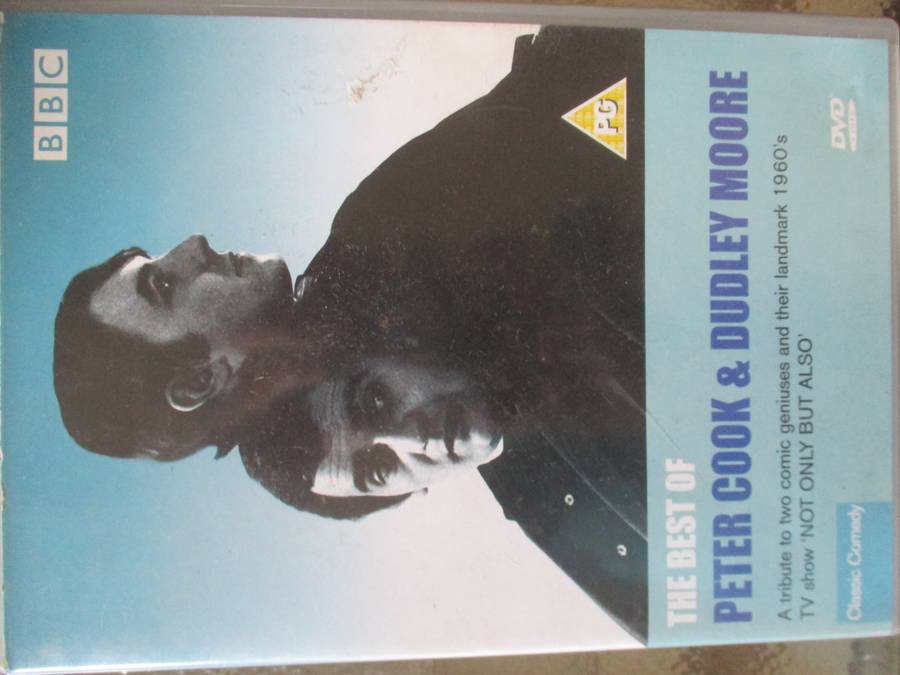 BBC
PG
THE BEST OF
PETER COOK & DUDLEY MOORE
A tribute to two comic geniuses and their landmark 1960's
TV show 'NOT ONLY BUT ALSO'
Classic Comedy
DVD